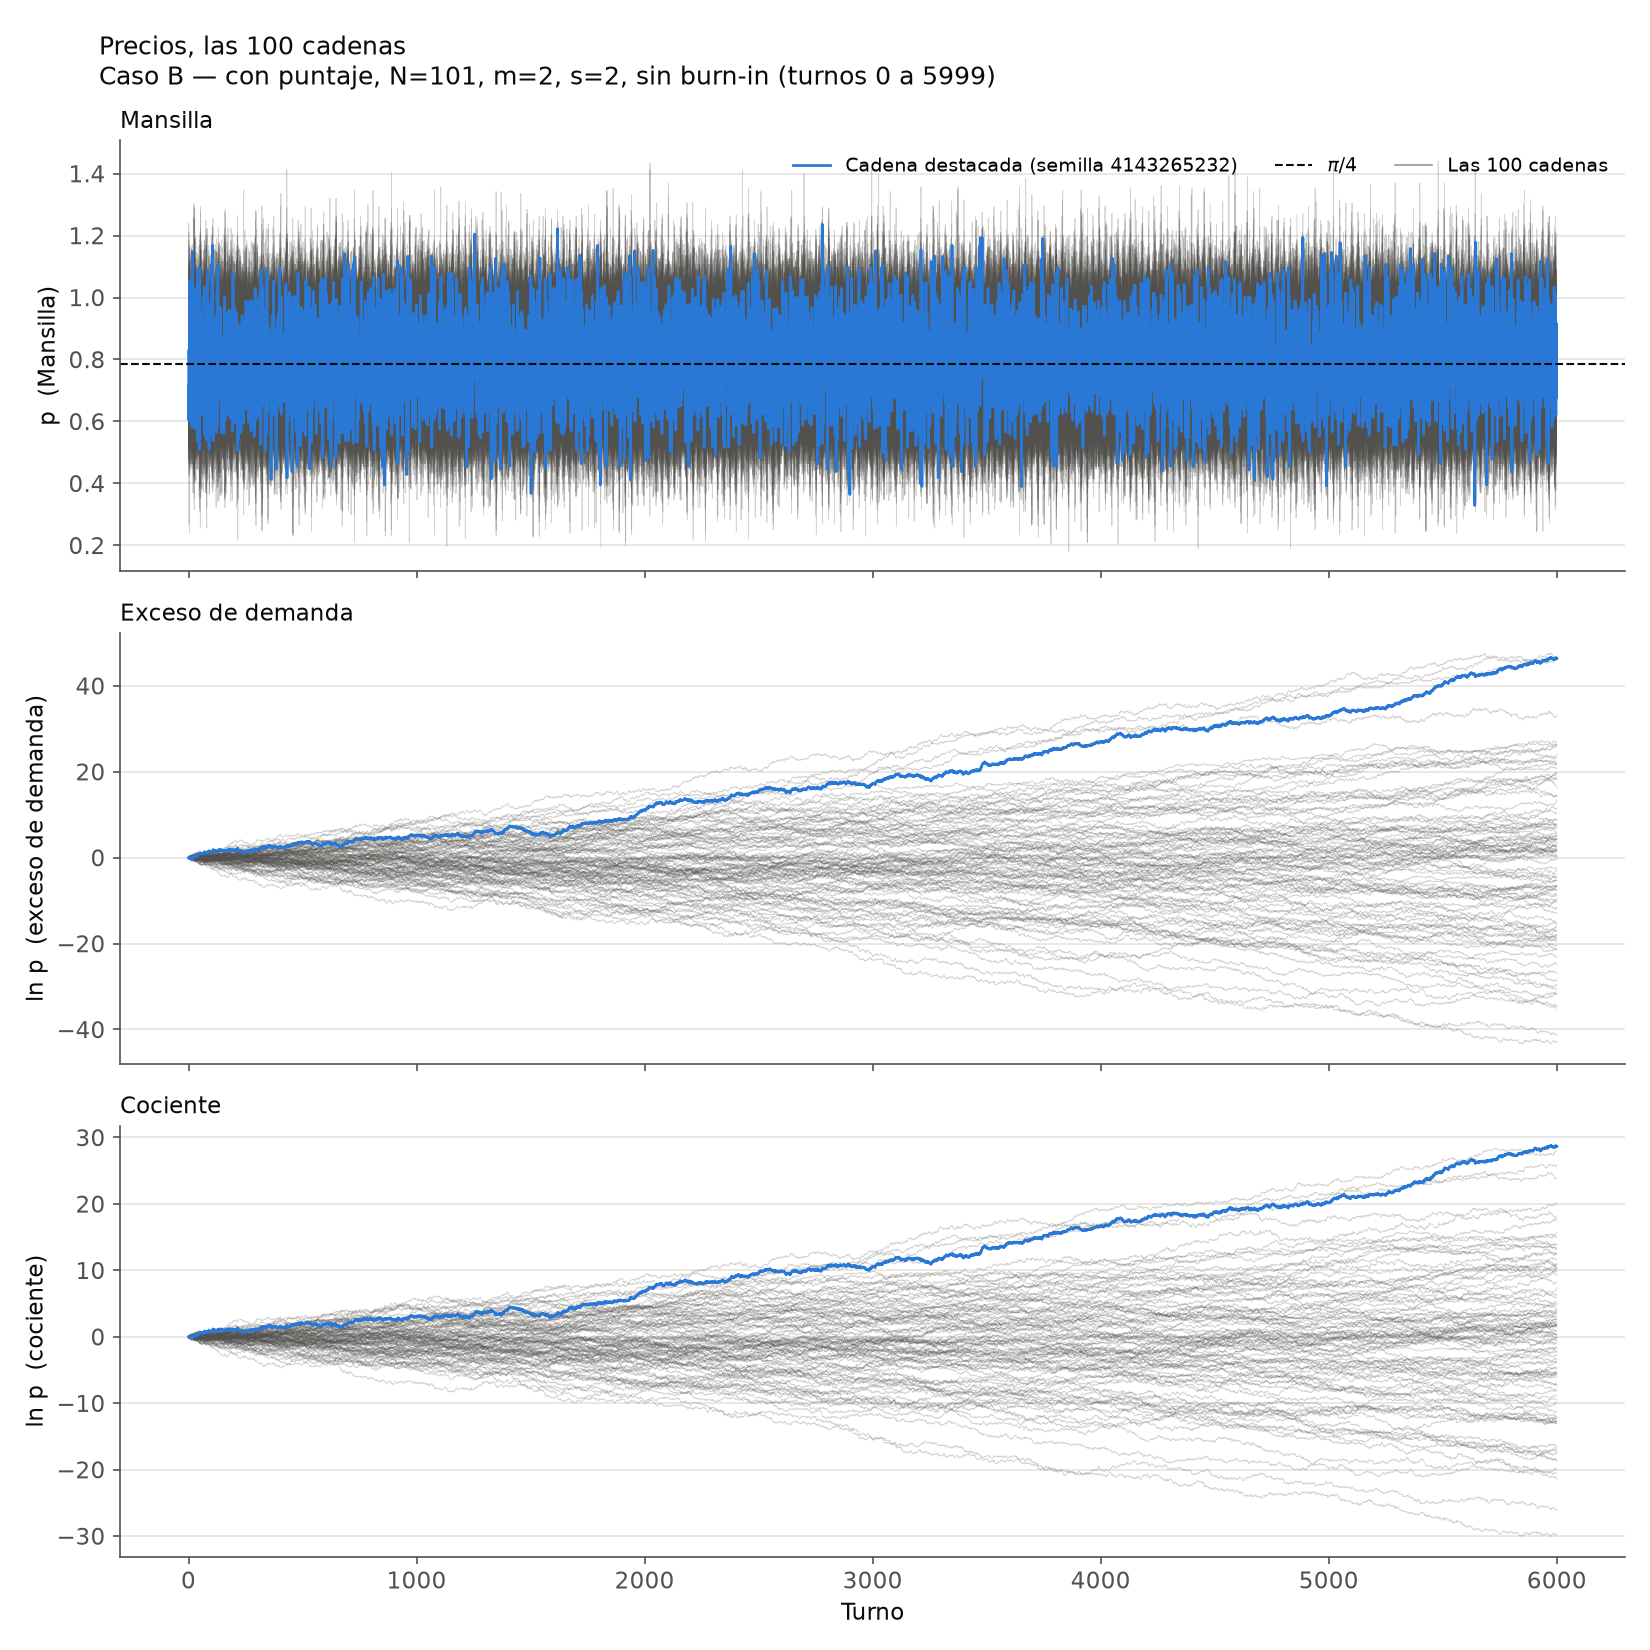 Precios, las 100 cadenas
Caso B — con puntaje, N=101, m=2, s=2, sin burn-in (turnos 0 a 5999)
Mansilla
Cadena destacada (semilla 4143265232)
π/4
Las 100 cadenas
p (Mansilla)
1.4
1.2
1.0
0.8
0.6
0.4
0.2
Exceso de demanda
ln p (exceso de demanda)
40
20
0
−20
−40
Cociente
ln p (cociente)
30
20
10
0
−10
−20
−30
0
1000
2000
3000
4000
5000
6000
Turno